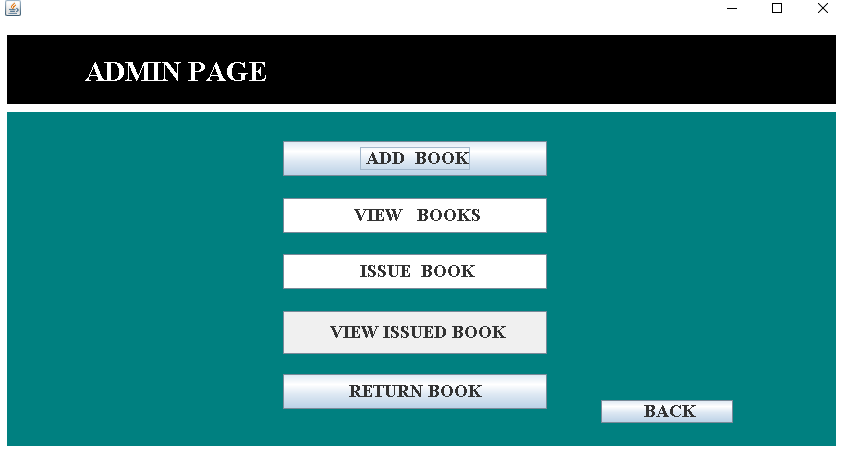 ADMIN PAGE
ADD BOOK
VIEW BOOKS
ISSUE BOOK
VIEW ISSUED BOOK
RETURN BOOK
BACK